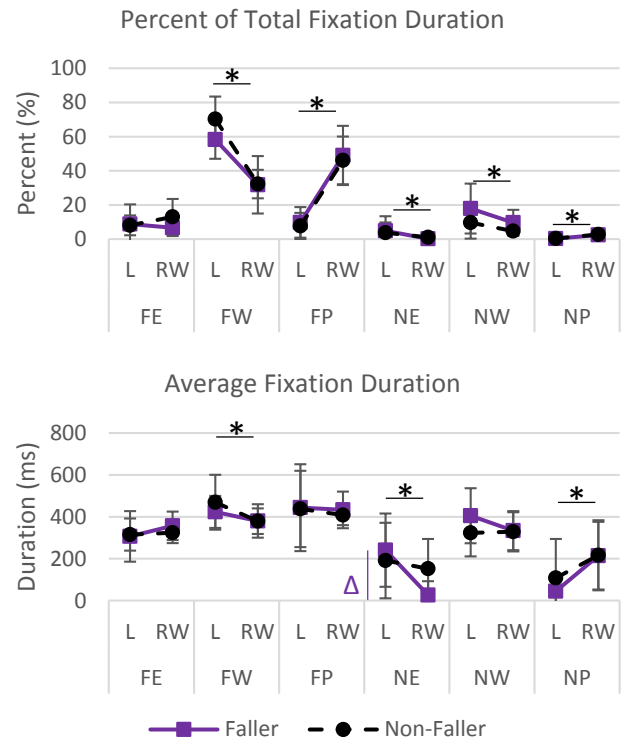 Percent of Total Fixation Duration
Percent (%)
100
80
60
40
20
0
* * * * *
L RW L RW L RW L RW L RW L RW
FE FW FP NE NW NP
Average Fixation Duration
Duration (ms)
800
600
400
200
0
* * *
Δ
L RW L RW L RW L RW L RW L RW
FE FW FP NE NW NP
Faller Non-Faller